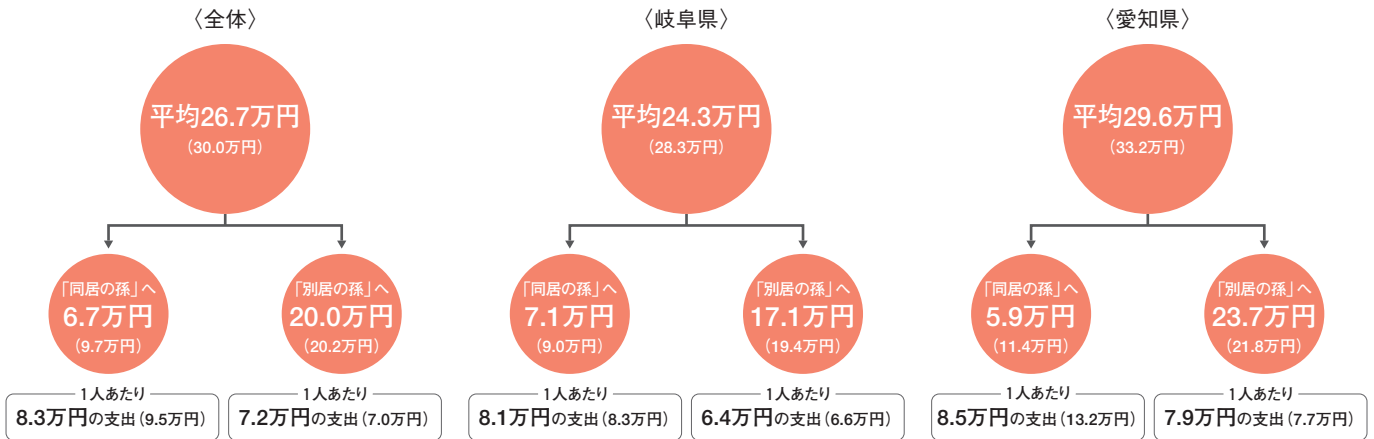 〈全体〉
平均26.7万円
（30.0万円）
「同居の孫」へ
6.7万円
（9.7万円）
「別居の孫」へ
20.0万円
（20.2万円）
1人あたり
8.3万円の支出（9.5万円）
1人あたり
7.2万円の支出（7.0万円）
〈岐阜県〉
平均24.3万円
（28.3万円）
「同居の孫」へ
7.1万円
（9.0万円）
「別居の孫」へ
17.1万円
（19.4万円）
1人あたり
8.1万円の支出（8.3万円）
1人あたり
6.4万円の支出（6.6万円）
〈愛知県〉
平均29.6万円
（33.2万円）
「同居の孫」へ
5.9万円
（11.4万円）
「別居の孫」へ
23.7万円
（21.8万円）
1人あたり
8.5万円の支出（13.2万円）
1人あたり
7.9万円の支出（7.7万円）